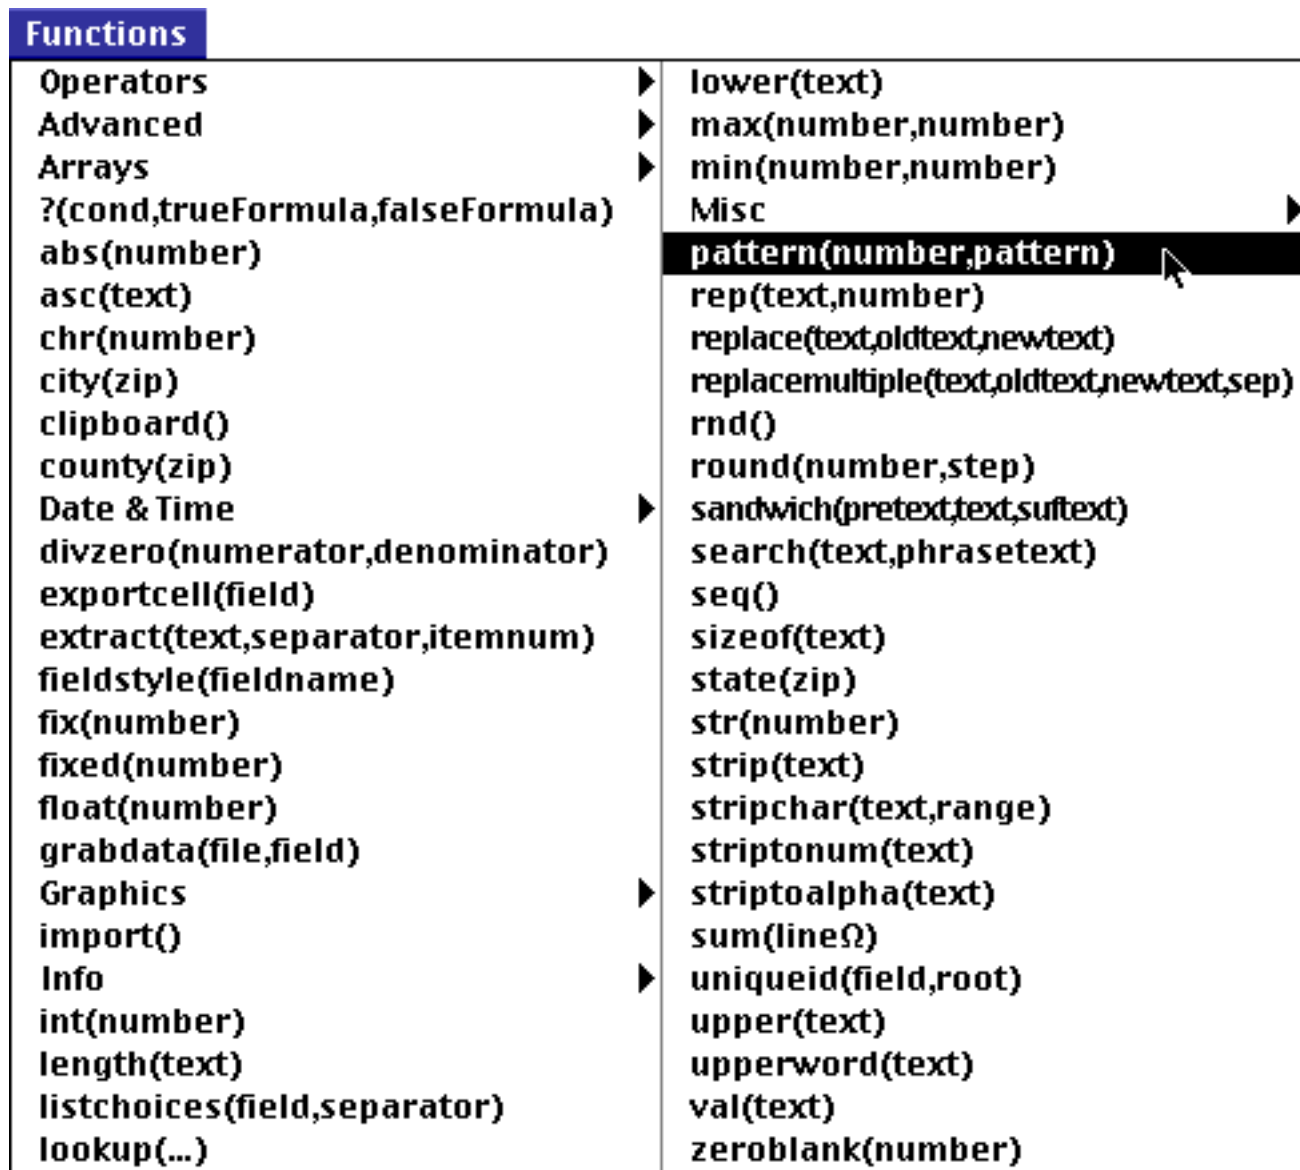 Functions
Operators
Advanced
Arrays
?(cond,trueFormula,falseFormula)
abs(number)
asc(text)
chr(number)
city(zip)
clipboard()
county(zip)
Date & Time
divzero(numerator,denominator)
exportcell(field)
extract(text,separator,itemnum)
fieldstyle(fieldname)
fix(number)
fixed(number)
float(number)
grabdata(file,field)
Graphics
import()
Info
int(number)
length(text)
listchoices(field,separator)
lookup(...)
lower(text)
max(number,number)
min(number,number)
Misc
pattern(number,pattern)
rep(text,number)
replace(text,oldtext,newtext)
replacemultiple(text,oldtext,newtext,sep)
rnd()
round(number,step)
sandwich(pretext,text,suftext)
search(text,phrasetext)
seq()
sizeof(text)
state(zip)
str(number)
strip(text)
stripchar(text,range)
striptonum(text)
striptoalpha(text)
sum(lineΩ)
uniqueid(field,root)
upper(text)
upperword(text)
val(text)
zeroblank(number)